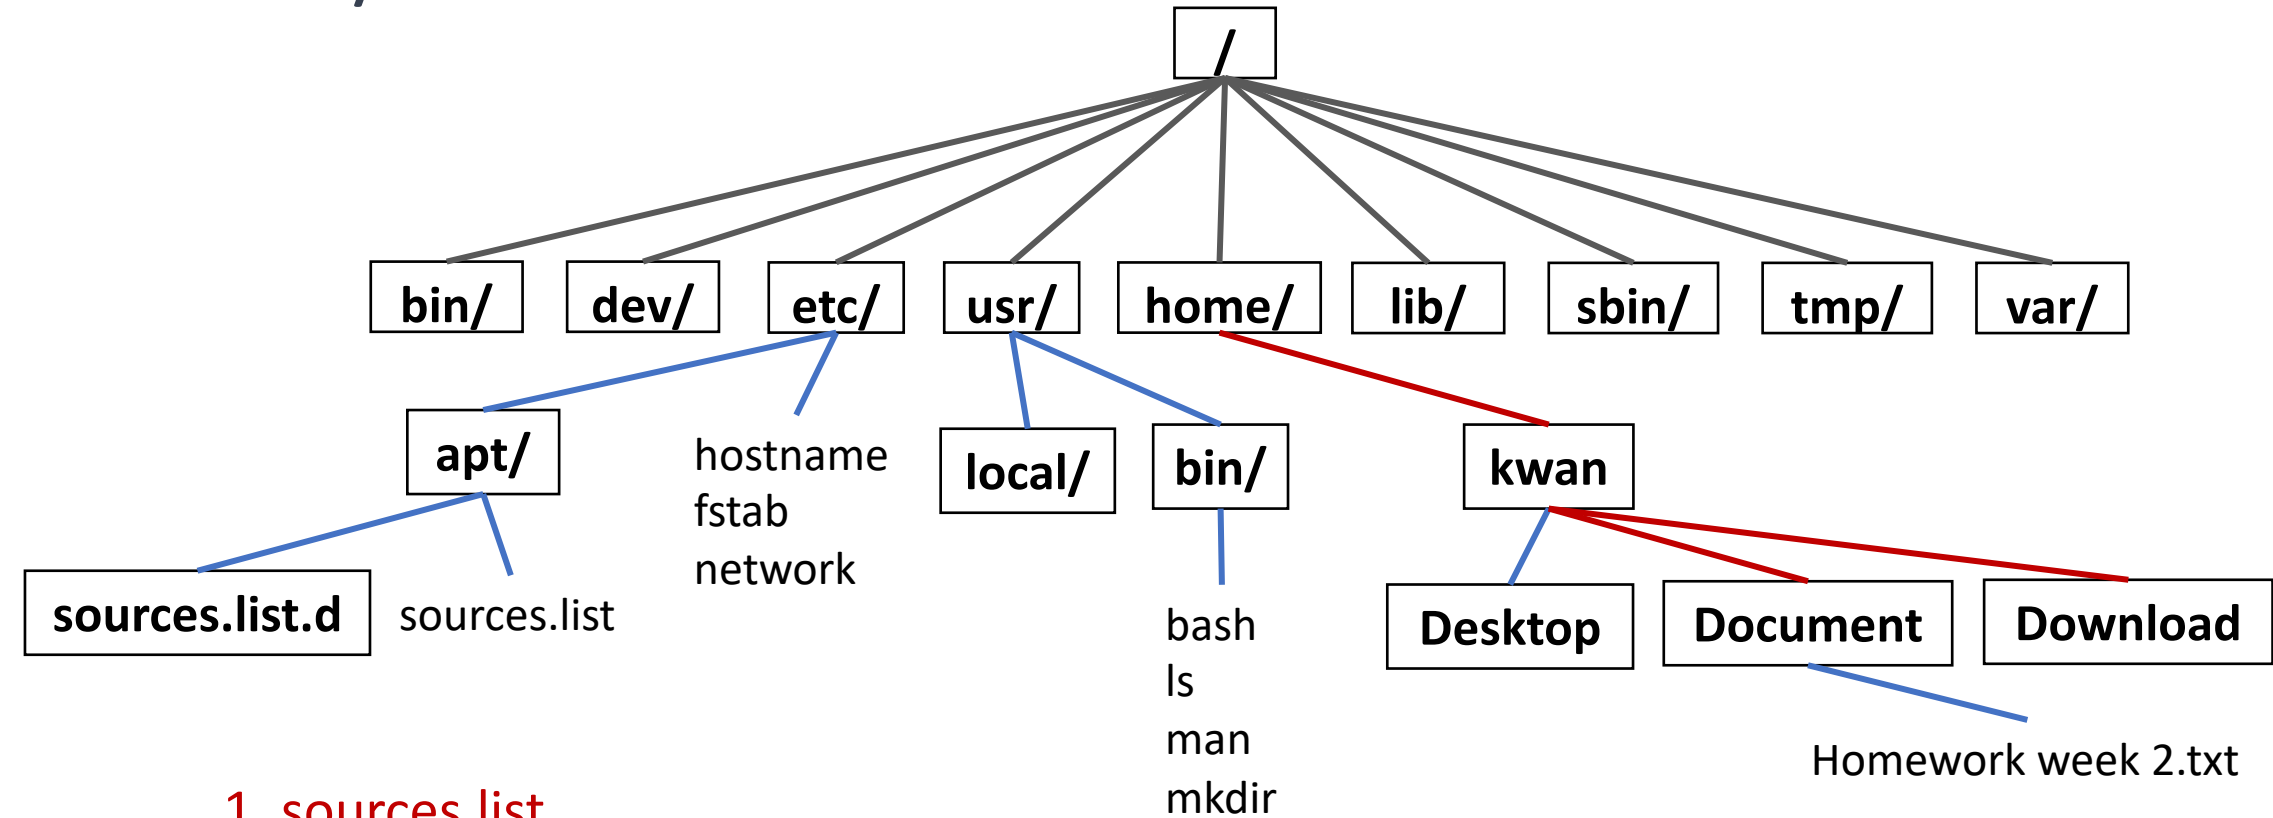 /
bin/
dev/
etc/
usr/
home/
lib/
sbin/
tmp/
var/
apt/
hostname
fstab
network
local/
bin/
kwan
sources.list.d
sources.list
bash
ls
man
mkdir
Desktop
Document
Download
Homework week 2.txt
1. sources.list